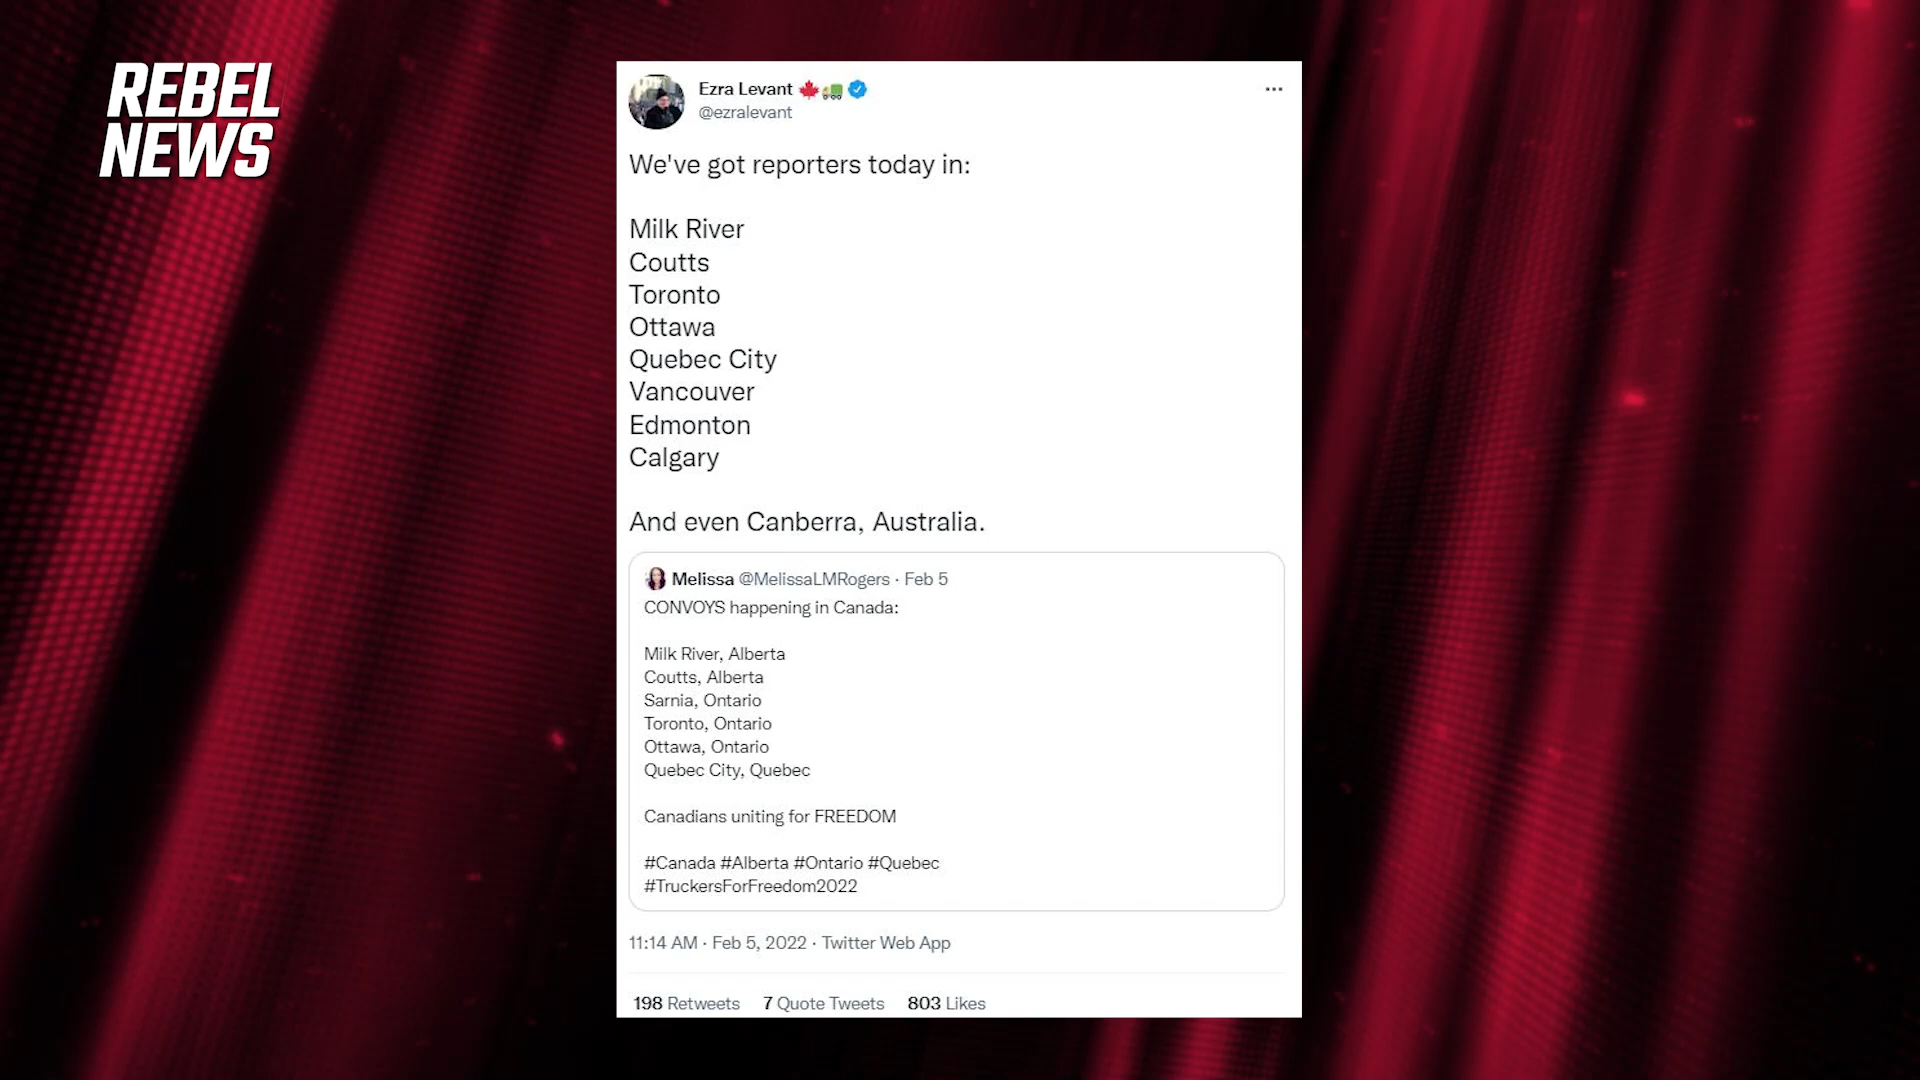 REBEL
NEWS
Ezra Levant 🍁🚛
@ezralevant
We've got reporters today in:
Milk River
Coutts
Toronto
Ottawa
Quebec City
Vancouver
Edmonton
Calgary
And even Canberra, Australia.
Melissa @MelissaLMRogers · Feb 5
CONVOYS happening in Canada:
Milk River, Alberta
Coutts, Alberta
Sarnia, Ontario
Toronto, Ontario
Ottawa, Ontario
Quebec City, Quebec
Canadians uniting for FREEDOM
#Canada #Alberta #Ontario #Quebec
#TruckersForFreedom2022
11:14 AM · Feb 5, 2022 · Twitter Web App
198 Retweets 7 Quote Tweets 803 Likes